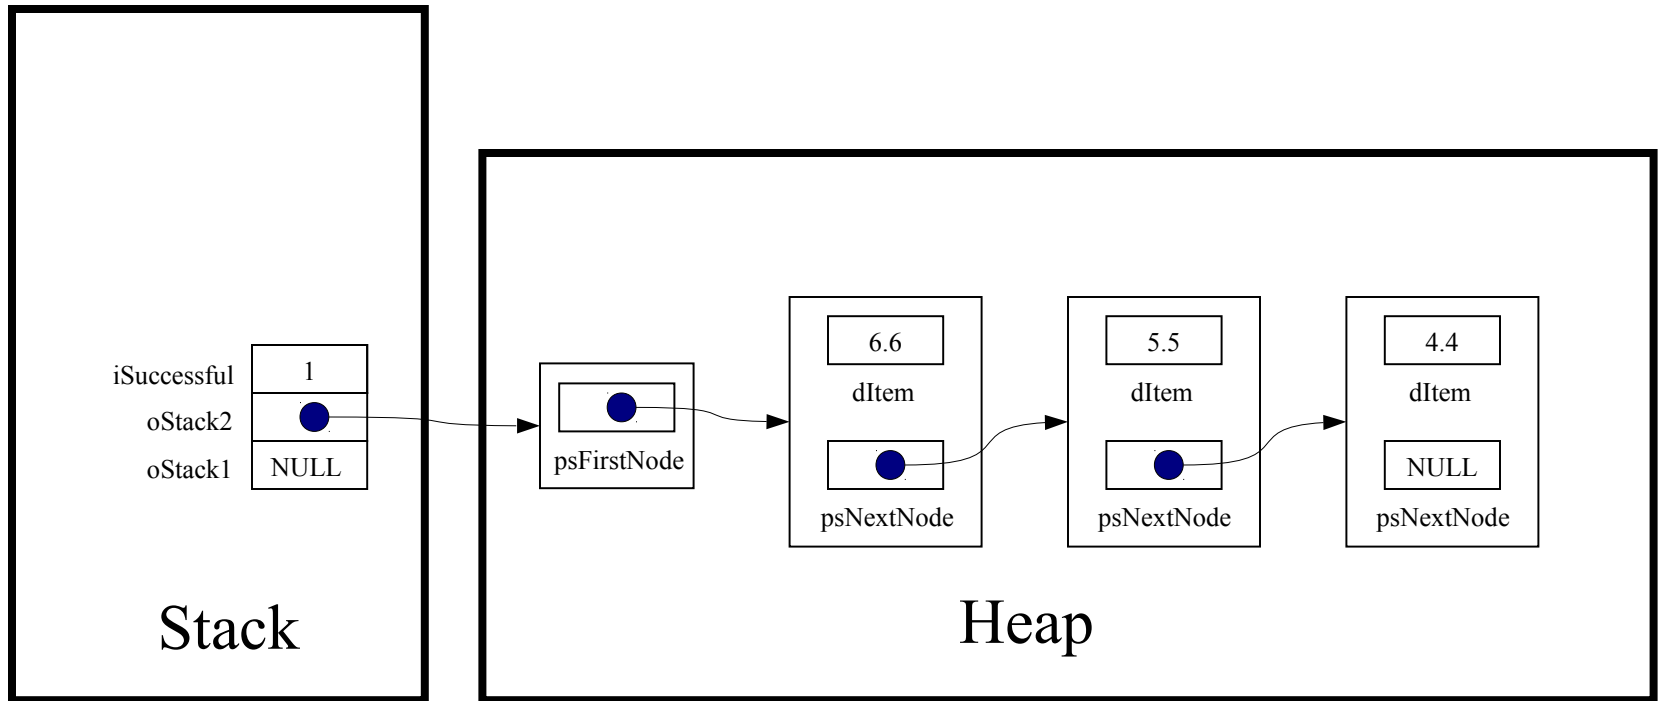 iSuccessful 1
oStack2
oStack1 NULL
Stack
psFirstNode
6.6
dItem
psNextNode
5.5
dItem
psNextNode
4.4
dItem
NULL
psNextNode
Heap